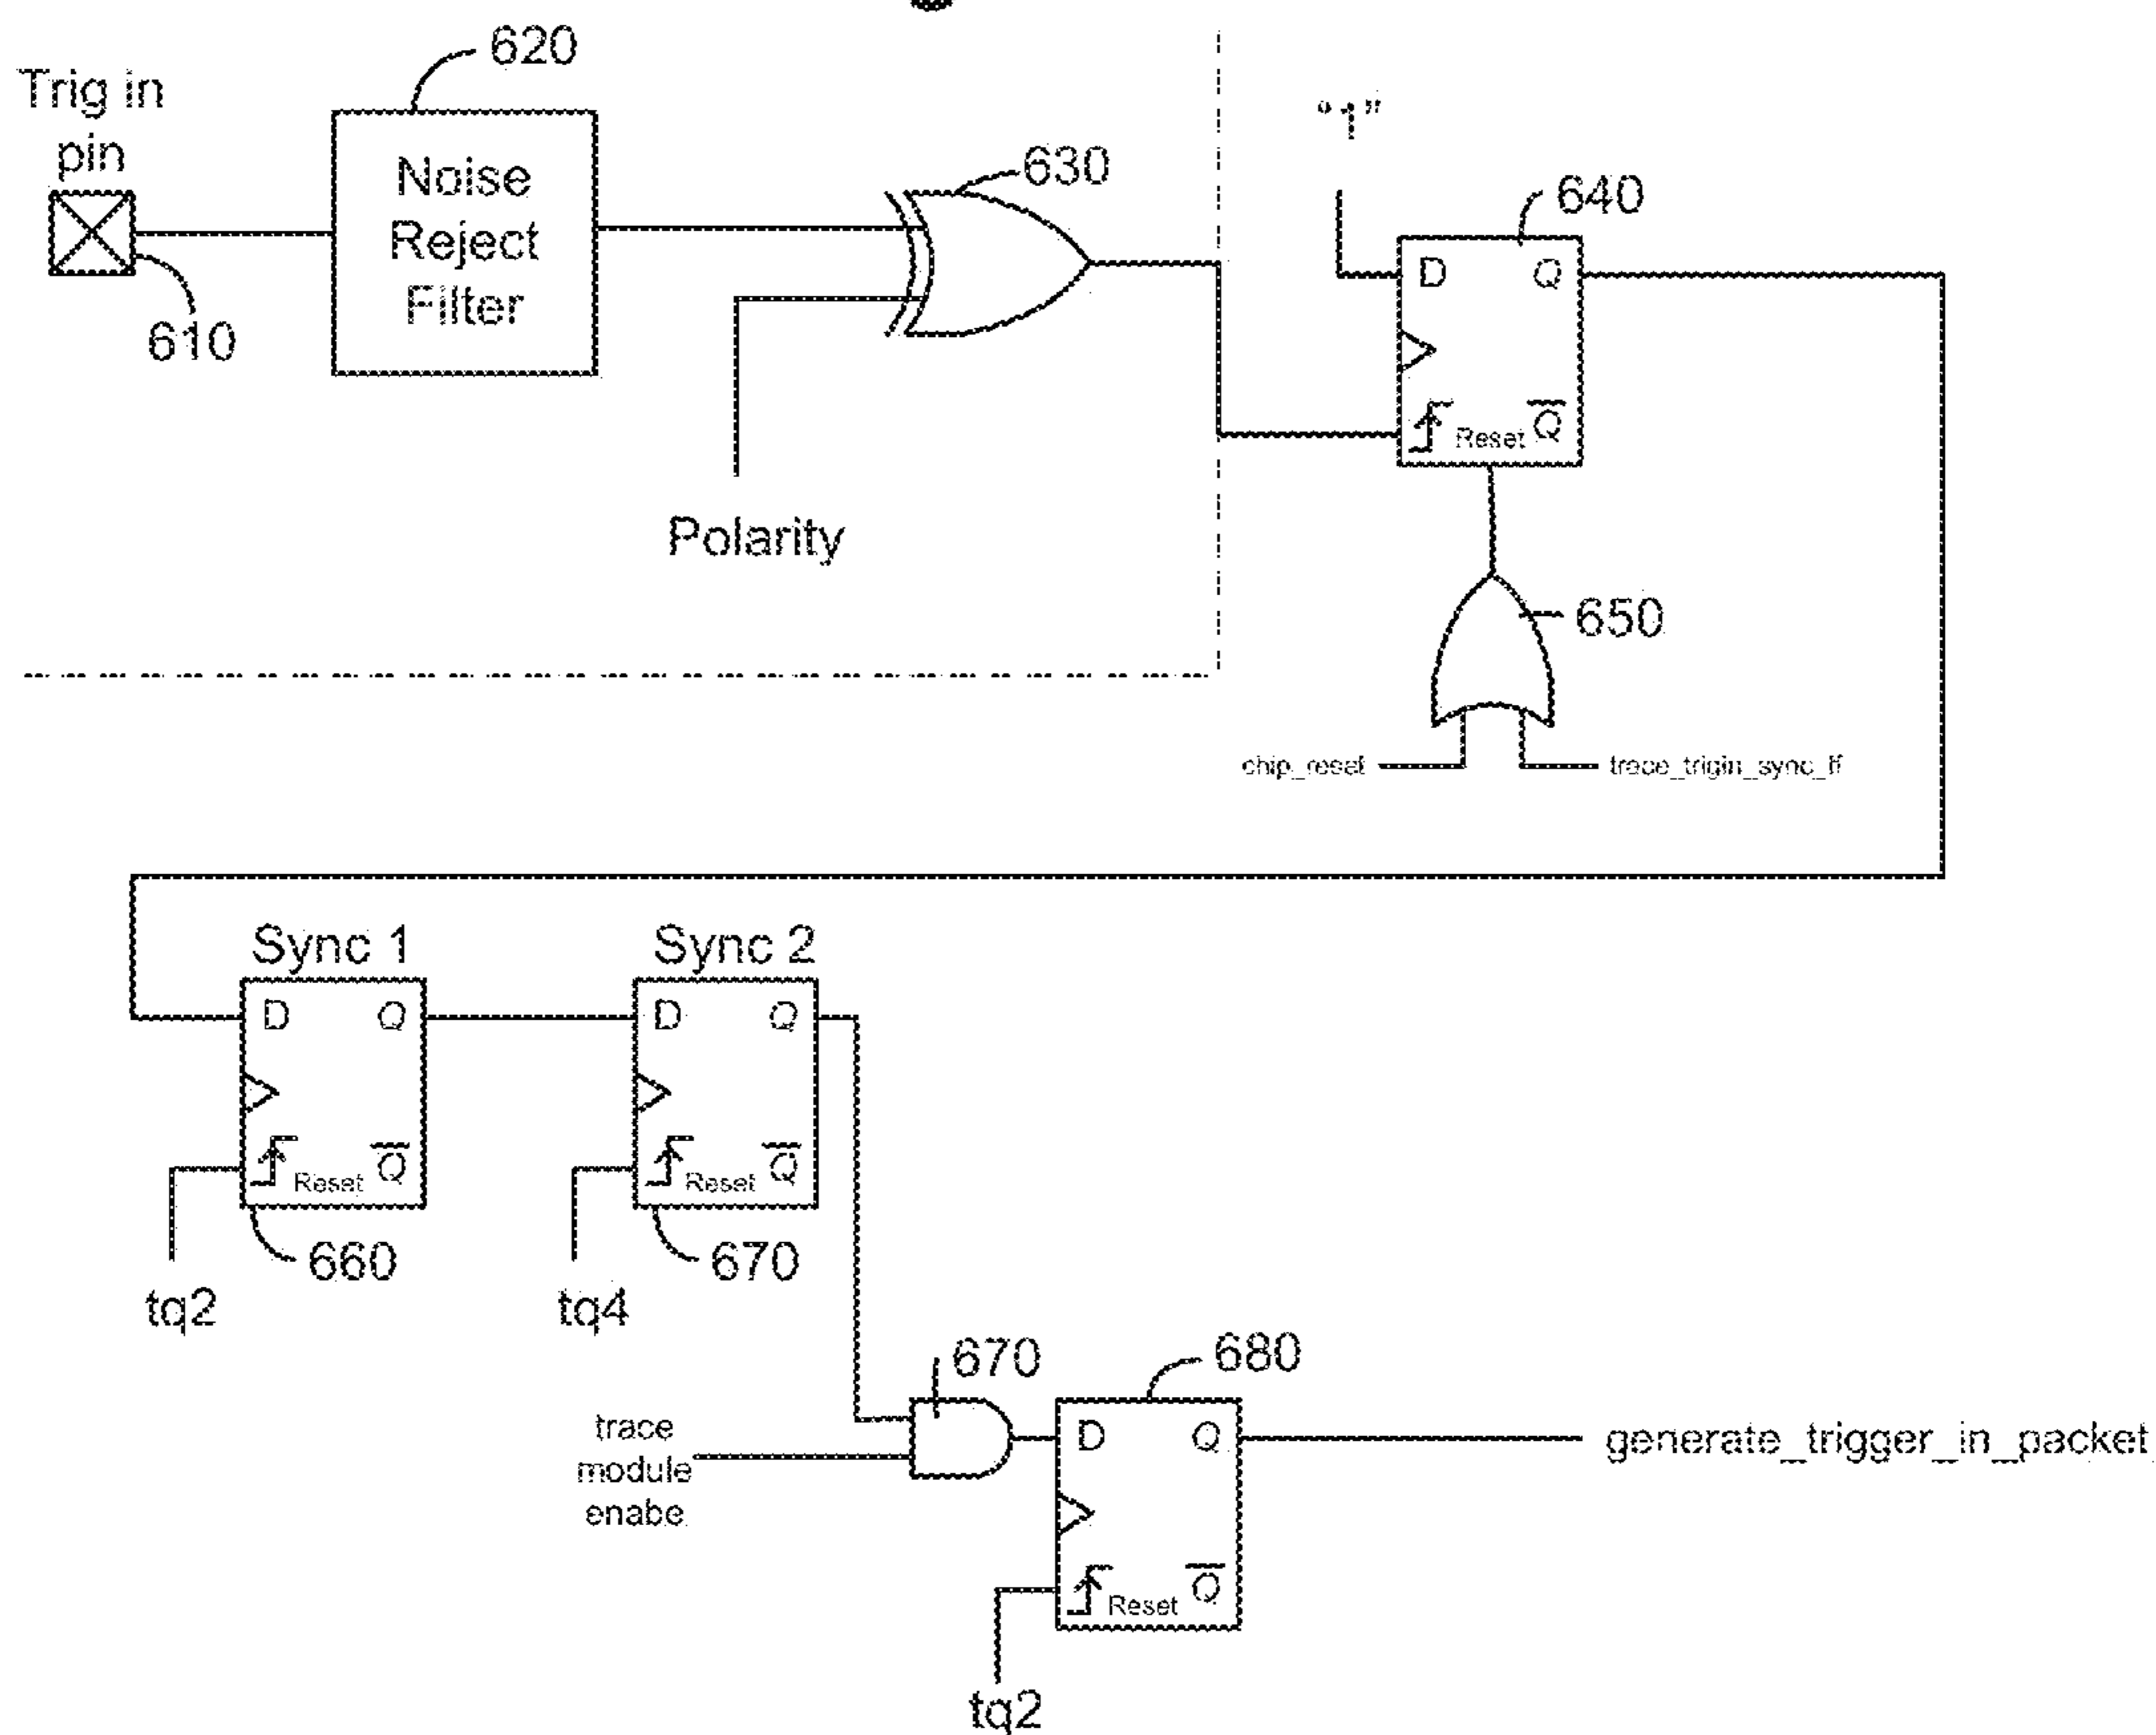 620
Trig in
pin
Noise
Reject
Filter
610
630
Polarity
"1"
640
D Q
Reset Q
650
chip_reset
trace_trigin_sync_ff
Sync 1
D Q
Reset Q
660
tq2
Sync 2
D Q
Reset Q
670
tq4
670
680
trace
module
enabe
D Q
Reset Q
generate_trigger_in_packet
tq2